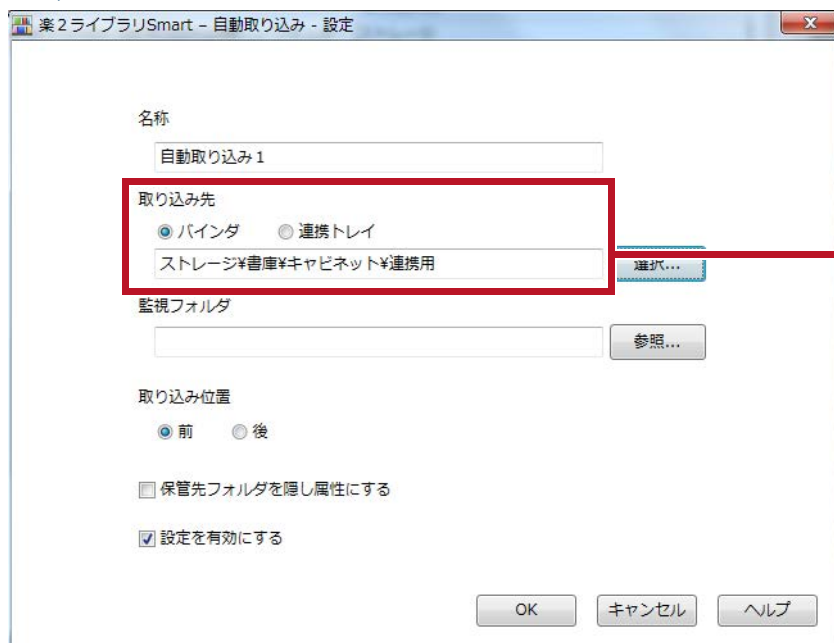 楽2ライブラリSmart – 自動取り込み - 設定
名称
自動取り込み1
取り込み先
バインダ 連携トレイ
ストレージ¥書庫¥キャビネット¥連携用
選択...
監視フォルダ
参照...
取り込み位置
前 後
保管先フォルダを隠し属性にする
設定を有効にする
OK キャンセル ヘルプ